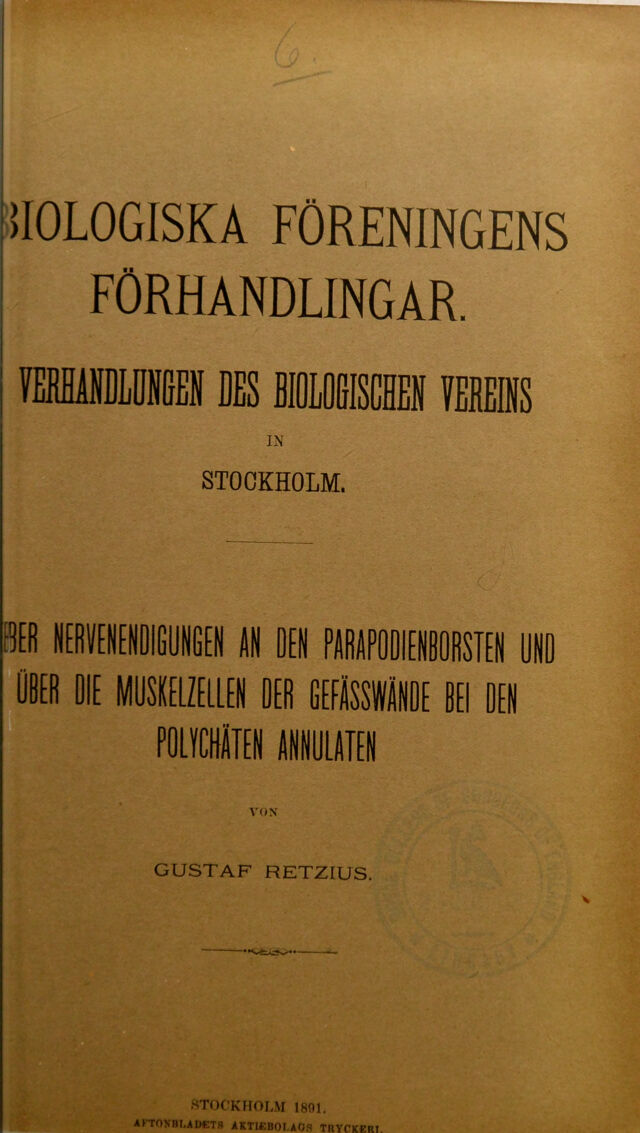 6.
BIOLOGISKA FÖRENINGENS
FÖRHANDLINGAR.
VERHANDLUNGEN DES BIOLOGISCHEN VEREINS
IN
STOCKHOLM.
UEBER NERVENENDIGUNGEN AN DEN PARAPODIENBORSTEN UND
ÜBER DIE MUSKELZELLEN DER GEFÄSSWÄNDE BEI DEN
POLYCHÄTEN ANNULATEN
VON
GUSTAF RETZIUS.
STOCKHOLM 1891.
AFTONBLADETS AKTIEBOLAGS TRYCKERI.